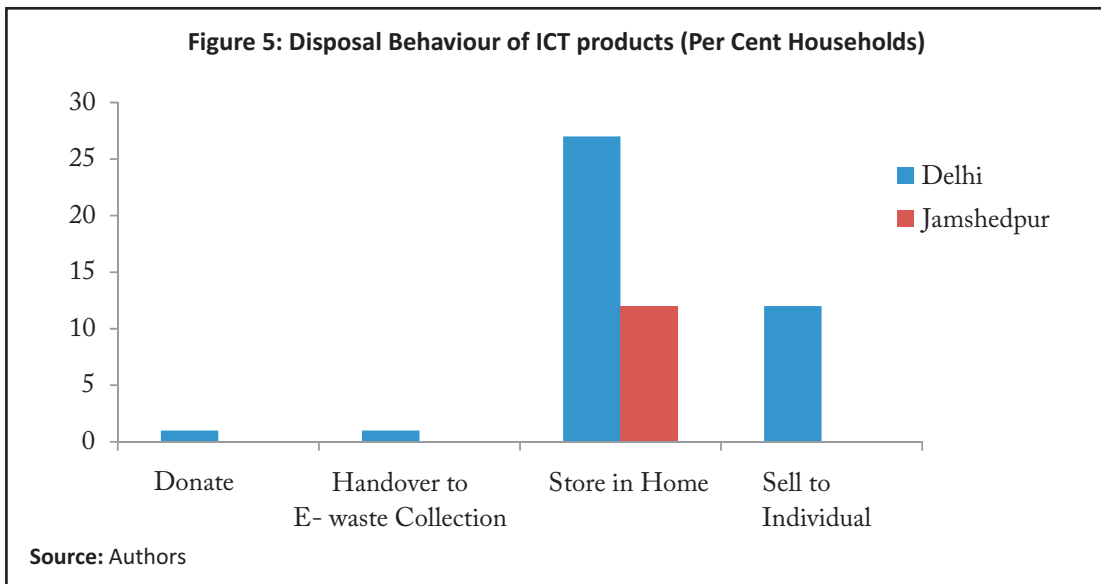 Figure 5: Disposal Behaviour of ICT products (Per Cent Households)
30
25
20
15
10
5
0
Delhi
Jamshedpur
Donate
Handover to
E- waste Collection
Store in Home
Sell to
Individual
Source: Authors